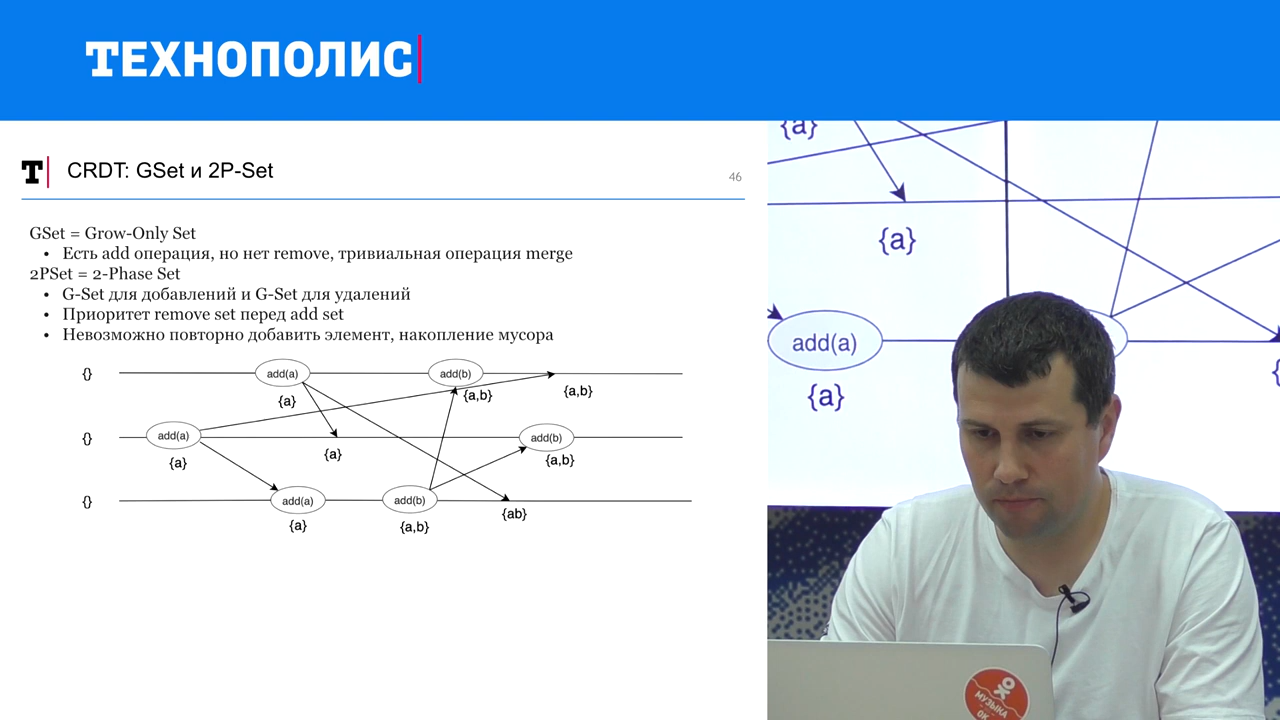 ТЕХНОПОЛИС
Т CRDT: GSet и 2P-Set
46
GSet = Grow-Only Set
• Есть add операция, но нет remove, тривиальная операция merge
2PSet = 2-Phase Set
• G-Set для добавлений и G-Set для удалений
• Приоритет remove set перед add set
• Невозможно повторно добавить элемент, накопление мусора
{} add(a) add(b)
{a} {a,b} {a,b}
{} add(a) add(b)
{a} {a} {a,b}
{} add(a) add(b)
{a} {a,b} {ab}
{a}
{a}
add(a)
{a}
{
МУЗЫКА
ОК